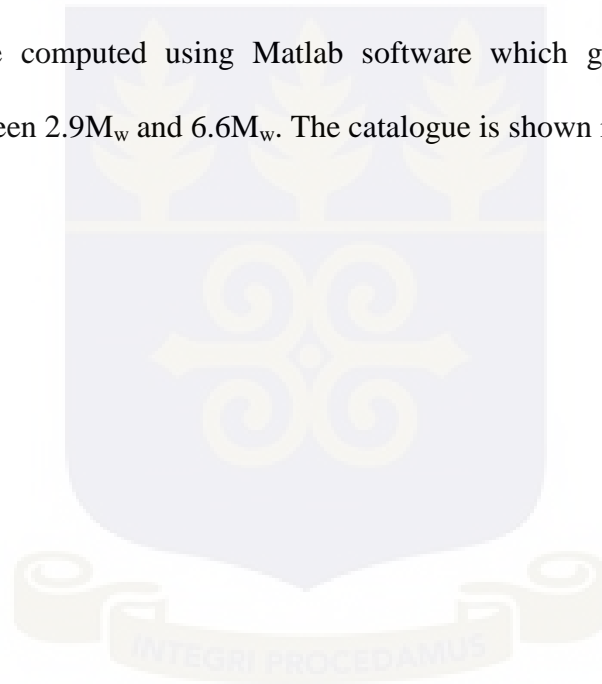 computed using Matlab software which g
een 2.9Mw and 6.6Mw. The catalogue is shown
INTEGRI PROCEDAMUS